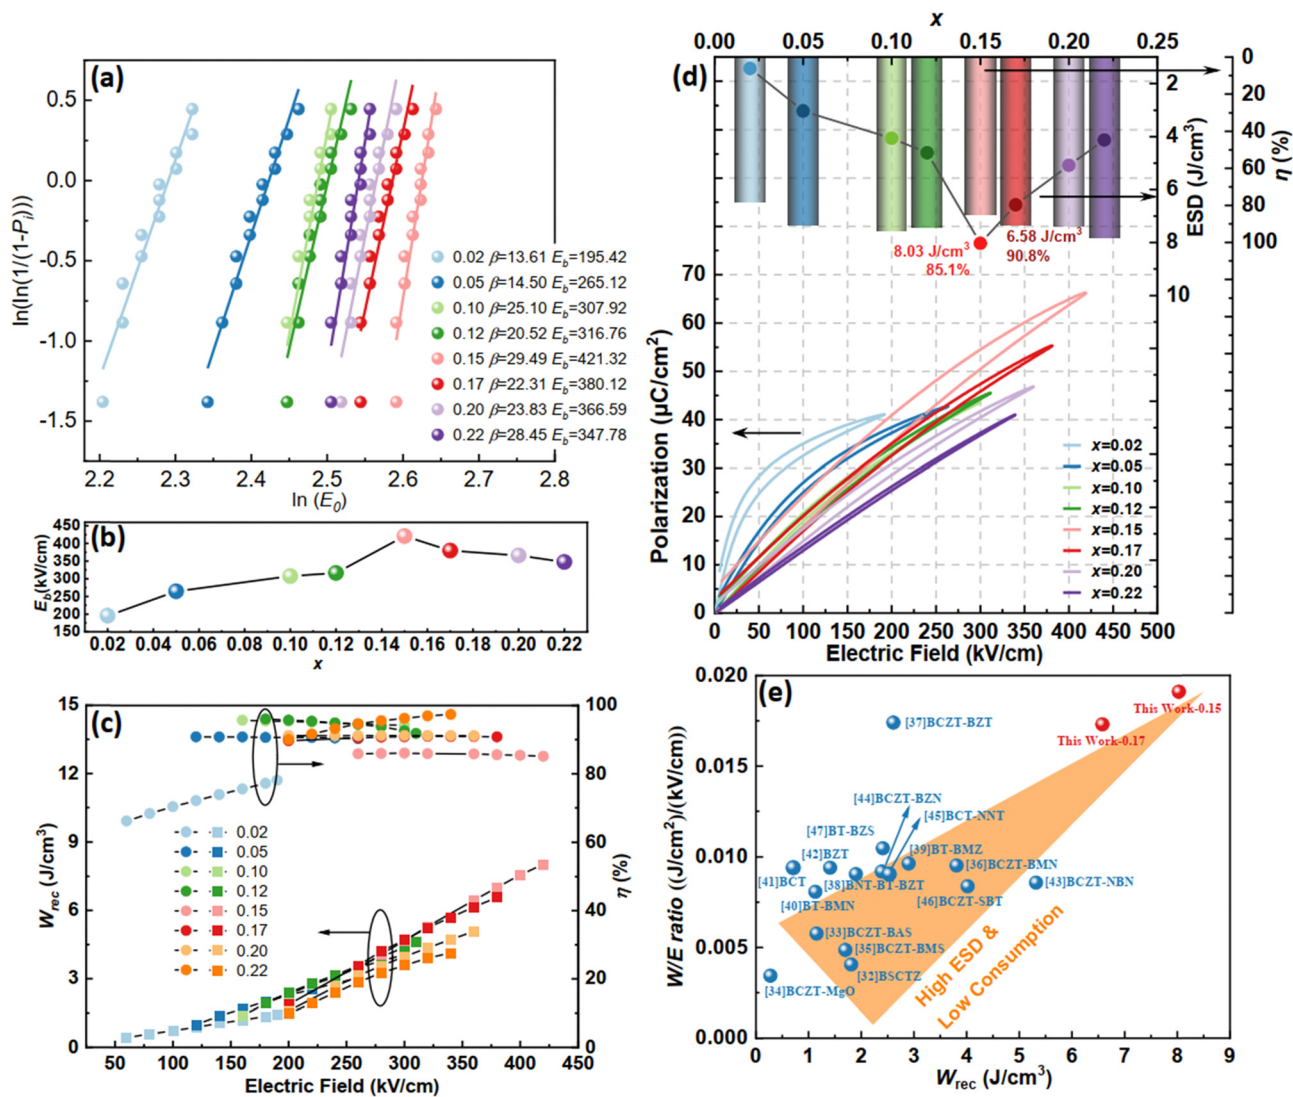 (a)
0.5
0.0
-0.5
-1.0
-1.5
ln(ln(1/(1-Pi)))
0.02 β=13.61 Eb=195.42
0.05 β=14.50 Eb=265.12
0.10 β=25.10 Eb=307.92
0.12 β=20.52 Eb=316.76
0.15 β=29.49 Eb=421.32
0.17 β=22.31 Eb=380.12
0.20 β=23.83 Eb=366.59
0.22 β=28.45 Eb=347.78
2.2 2.3 2.4 2.5 2.6 2.7 2.8
ln (E0)
(b)
450
400
350
300
250
200
150
Eb(kV/cm)
0.02 0.04 0.06 0.08 0.10 0.12 0.14 0.16 0.18 0.20 0.22
x
(c)
15
12
9
6
3
0
Wrec (J/cm3)
100
80
60
40
20
0
η (%)
0.02
0.05
0.10
0.12
0.15
0.17
0.20
0.22
50 100 150 200 250 300 350 400 450
Electric Field (kV/cm)
x
0.00 0.05 0.10 0.15 0.20 0.25
(d)
2
4
6
8
10
ESD (J/cm3)
0
20
40
60
80
100
η (%)
8.03 J/cm3
85.1%
6.58 J/cm3
90.8%
70
60
50
40
30
20
10
0
Polarization (μC/cm2)
x=0.02
x=0.05
x=0.10
x=0.12
x=0.15
x=0.17
x=0.20
x=0.22
0 50 100 150 200 250 300 350 400 450 500
Electric Field (kV/cm)
(e)
0.020
0.015
0.010
0.005
0.000
W/E ratio ((J/cm2)/(kV/cm))
This Work-0.15
[37]BCZT-BZT
This Work-0.17
[44]BCZT-BZN
[45]BCT-NNT
[47]BT-BZS
[42]BZT
[39]BT-BMZ
[36]BCZT-BMN
[41]BCT
[38]BNT-BT-BZT
[43]BCZT-NBN
[40]BT-BMN
[46]BCZT-SBT
[33]BCZT-BAS
[35]BCZT-BMS
[32]BSCTZ
[34]BCZT-MgO
High ESD &
Low Consumption
0 1 2 3 4 5 6 7 8 9
Wrec (J/cm3)